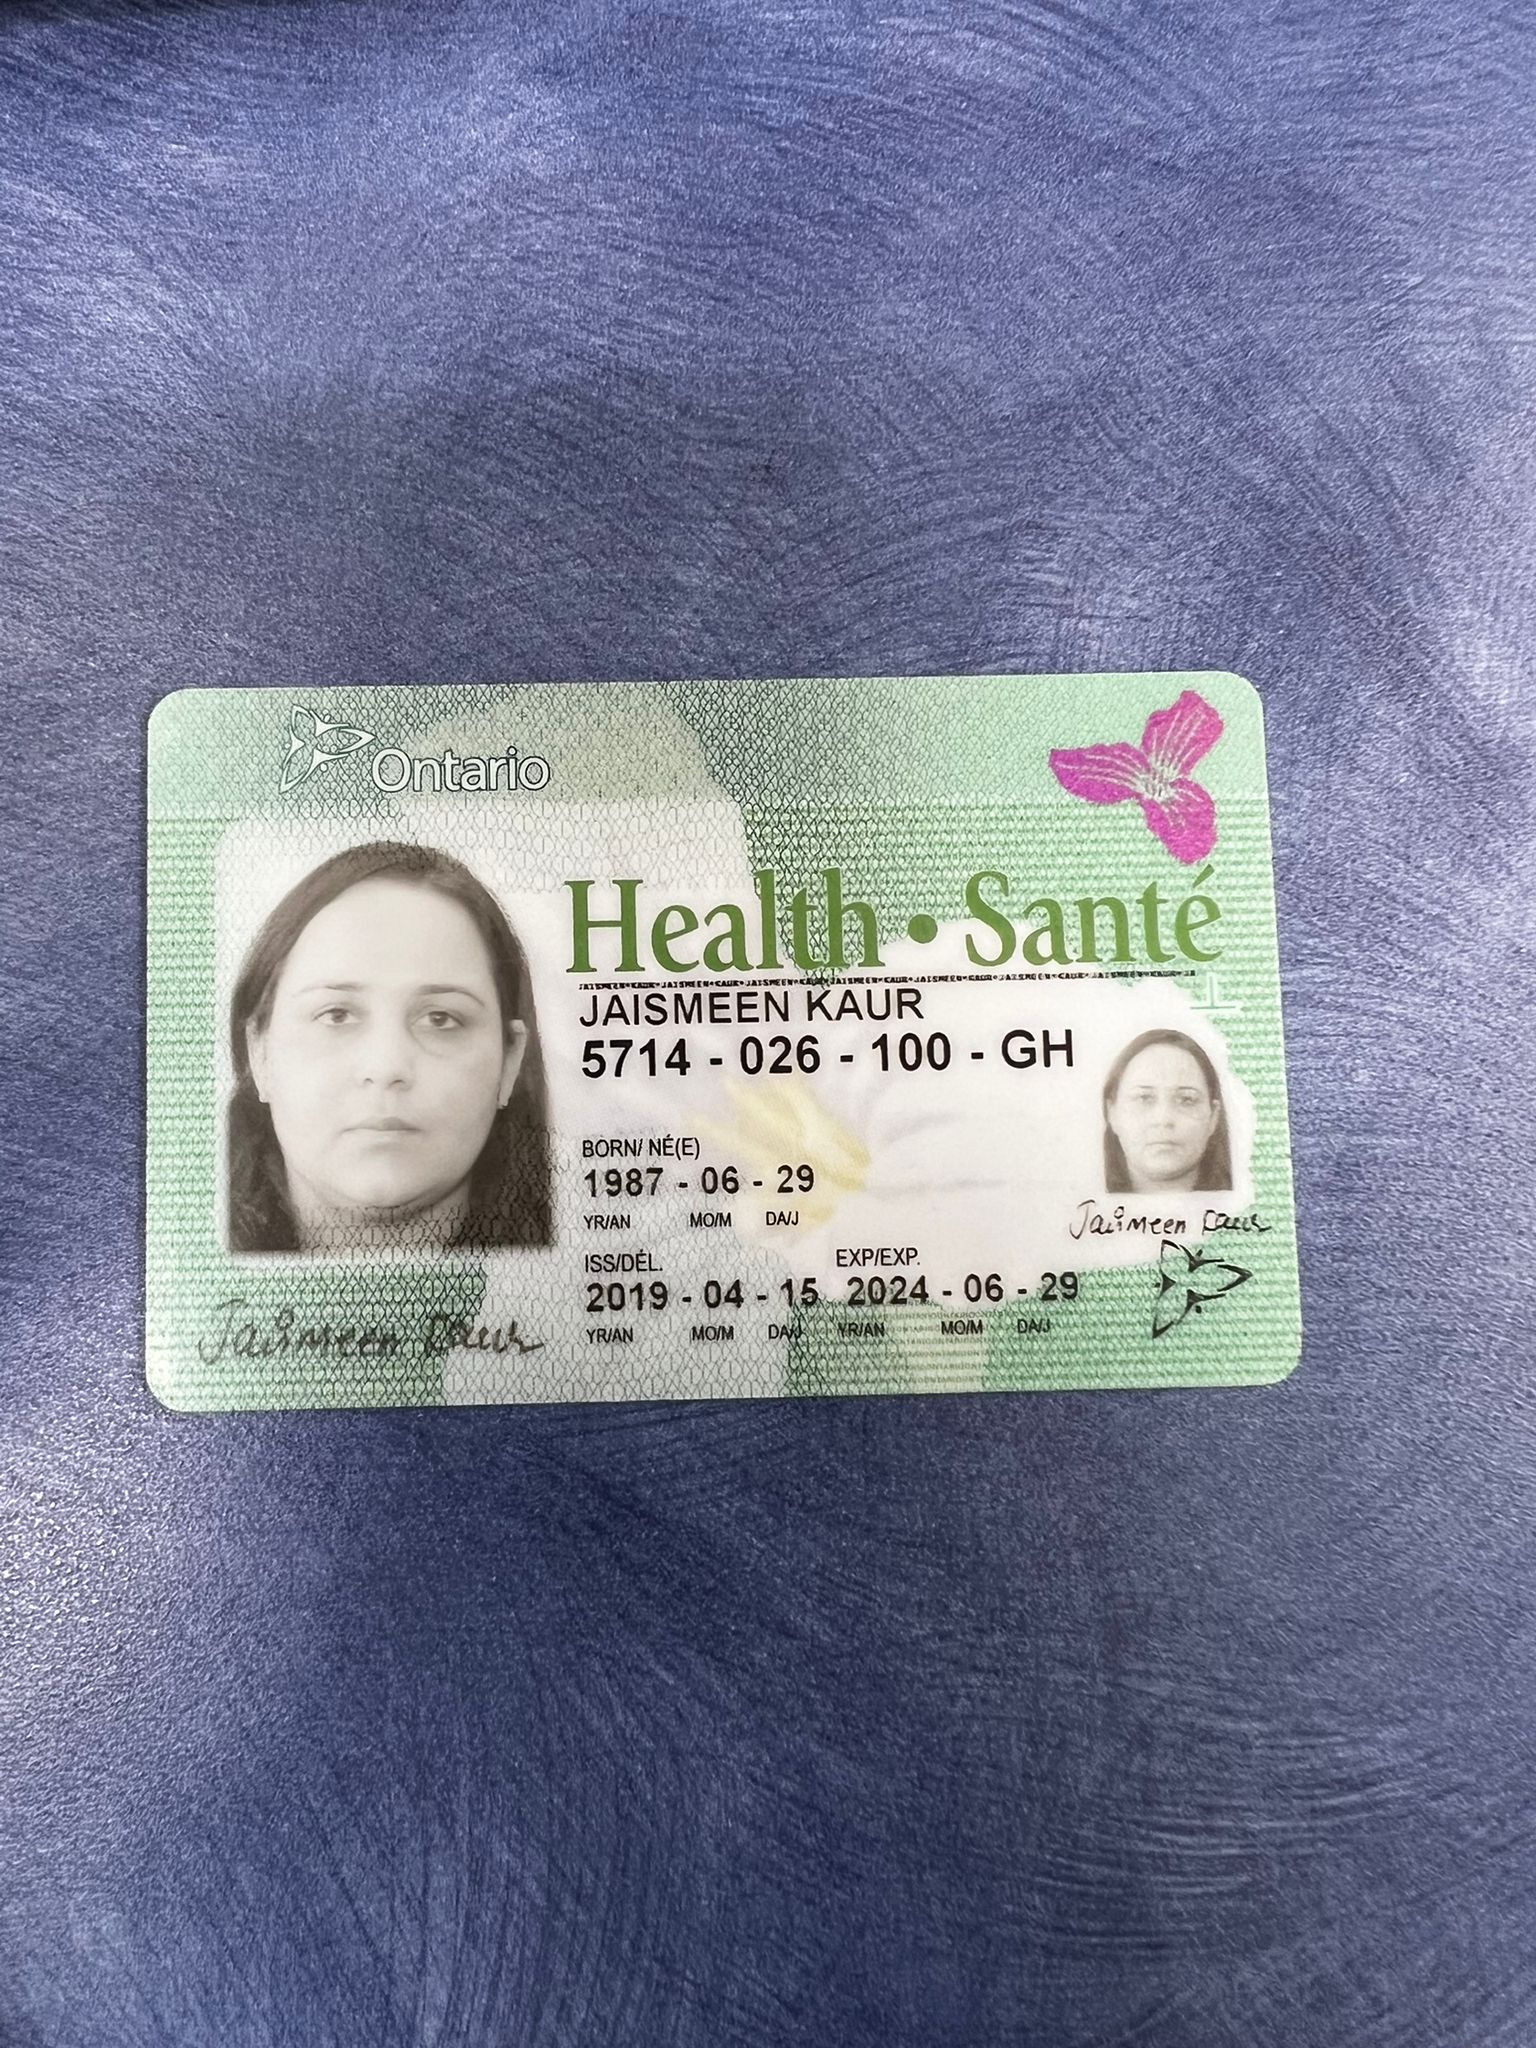 Ontario
Health • Santé
JAISMEEN KAUR
5714 - 026 - 100 - GH
BORN/ NÉ(E)
1987 - 06 - 29
YR/AN MO/M DA/J
ISS/DÉL. EXP/EXP.
2019 - 04 - 15 2024 - 06 - 29
YR/AN MO/M DA/J YR/AN MO/M DA/J
Jaismeen Kaur
Jaismeen Kaur